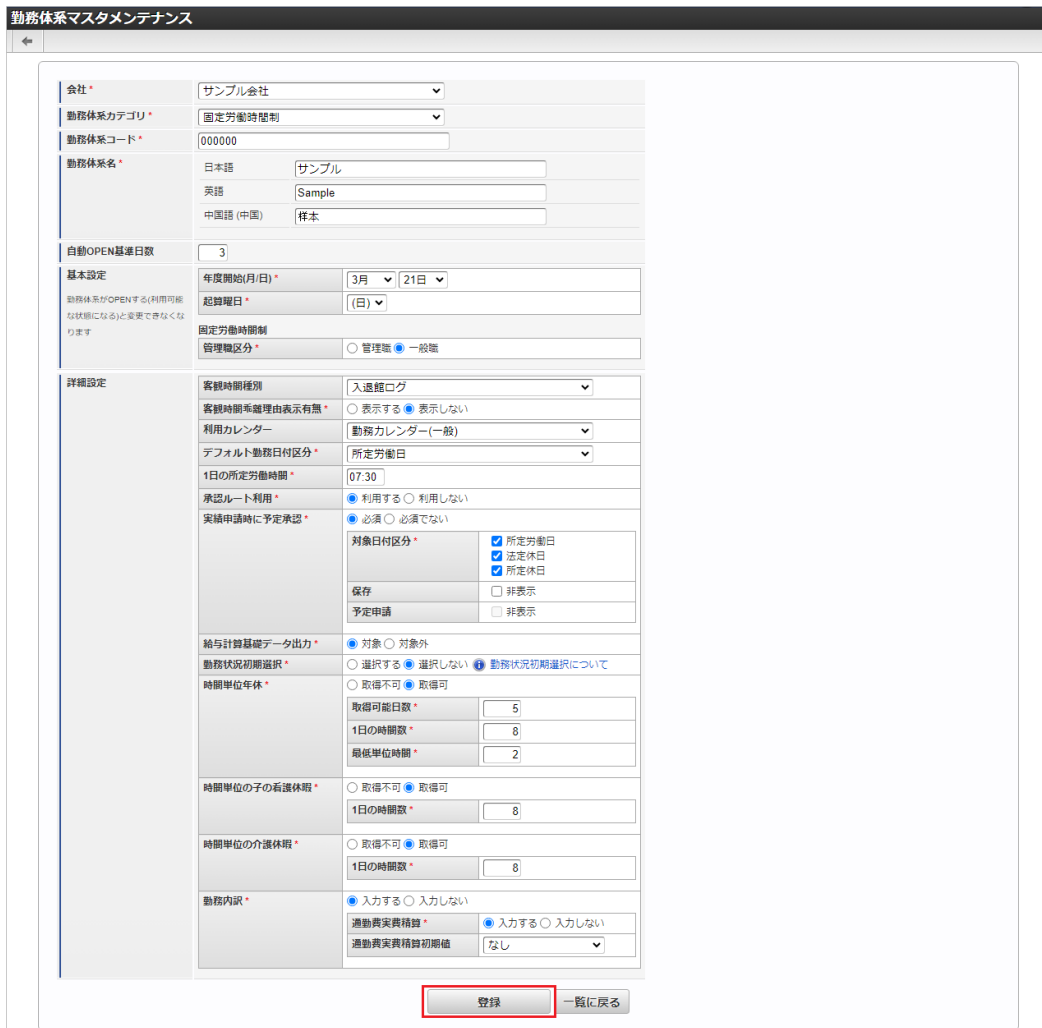 勤務体系マスタメンテナンス
会社* サンプル会社
勤務体系カテゴリ* 固定労働時間制
勤務体系コード* 000000
勤務体系名* 日本語 サンプル
英語 Sample
中国語 (中国) 样本
自動OPEN基準日数 3
基本設定 年度開始(月/日)* 3月 21日
勤務体系がOPENする(利用可能
な状態になる)と変更できなくな
ります
起算曜日* (日)
固定労働時間制
管理職区分* 管理職 一般職
詳細設定 客観時間種別 入退館ログ
客観時間乖離理由表示有無* 表示する 表示しない
利用カレンダー 勤務カレンダー(一般)
デフォルト勤務日付区分* 所定労働日
1日の所定労働時間* 07:30
承認ルート利用* 利用する 利用しない
実績申請時に予定承認* 必須 必須でない
対象日付区分* 所定労働日
法定休日
所定休日
保存 非表示
予定申請 非表示
給与計算基礎データ出力* 対象 対象外
勤務状況初期選択* 選択する 選択しない 勤務状況初期選択について
時間単位年休* 取得不可 取得可
取得可能日数* 5
1日の時間数* 8
最低単位時間* 2
時間単位の子の看護休暇* 取得不可 取得可
1日の時間数* 8
時間単位の介護休暇* 取得不可 取得可
1日の時間数* 8
勤務内訳* 入力する 入力しない
通勤費実費精算* 入力する 入力しない
通勤費実費精算初期値 なし
登録 一覧に戻る